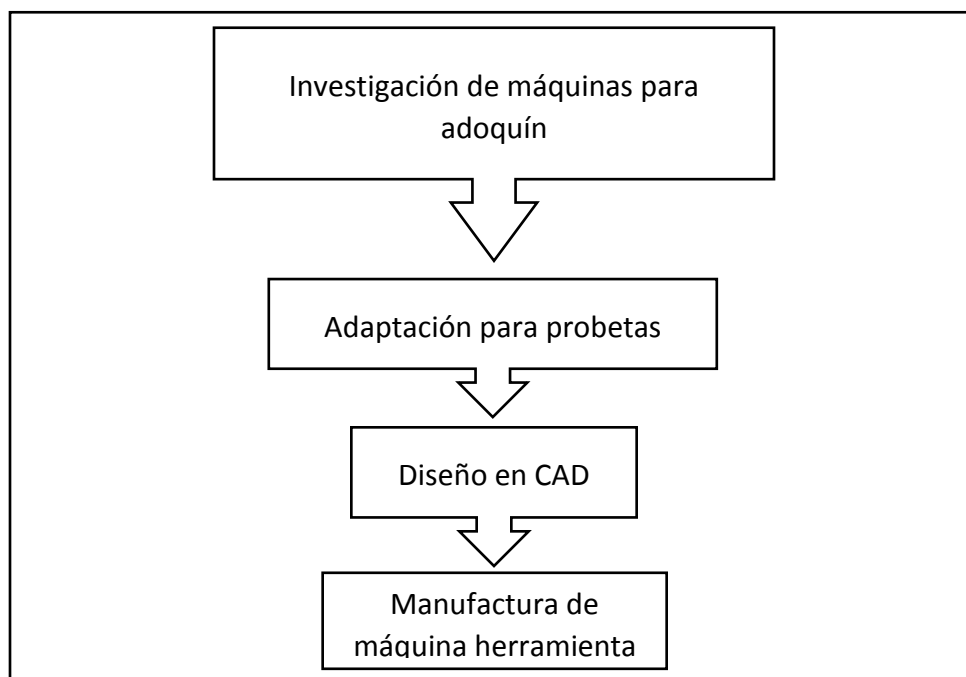 Investigación de máquinas para
adoquín
Adaptación para probetas
Diseño en CAD
Manufactura de
máquina herramienta